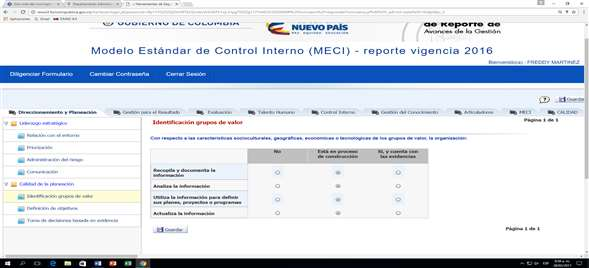 GOBIERNO DE COLOMBIA
NUEVO PAÍS
de Reporte de
Avances de la Gestión
Modelo Estándar de Control Interno (MECI) - reporte vigencia 2016
Bienvenido(a) : FREDDY MARTINEZ
Diligenciar Formulario Cambiar Contraseña Cerrar Sesión
Guardar
Direccionamiento y Planeación Gestión para el Resultado Evaluación Talento Humano Control Interno Gestión del Conocimiento Articuladores MECI CALIDAD
Liderazgo estratégico
Relación con el entorno
Priorización
Administración del riesgo
Comunicación
Calidad de la planeación
Identificación grupos de valor
Definición de objetivos
Toma de decisiones basada en evidencia
Identificación grupos de valor
Página 1 de 1
Con respecto a las características socioculturales, geográficas, económicas o tecnológicas de los grupos de valor, la organización:
No
Está en proceso de construcción
Sí, y cuenta con las evidencias
Recopila y documenta la información
Analiza la información
Utiliza la información para definir sus planes, proyectos o programas
Actualiza la información
Guardar
Página 1 de 1